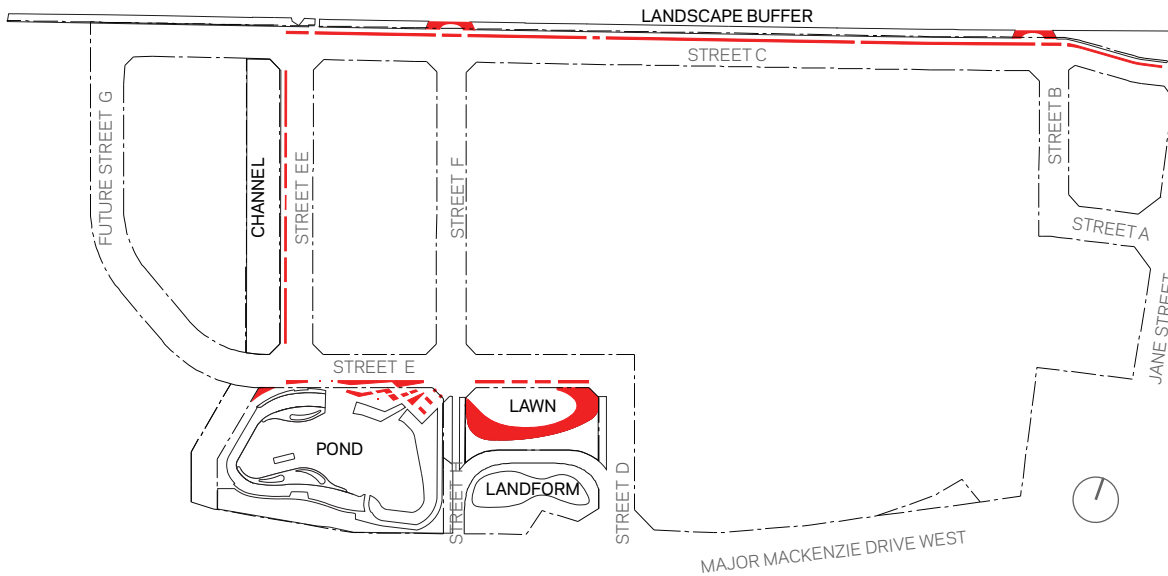 LANDSCAPE BUFFER
STREET C
FUTURE STREET G
CHANNEL
STREET EE
STREET F
STREET B
STREET A
JANE STREET
STREET E
LAWN
POND
LANDFORM
STREET
STREET D
MAJOR MACKENZIE DRIVE WEST